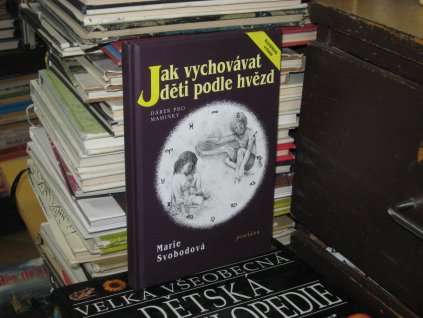 Jak vychovávat
děti podle hvězd
DÁREK PRO
MAMINKY
Marie
Svobodová
FONTÁNA
VELKÁ VŠEOBECNÁ
DĚTSKÁ